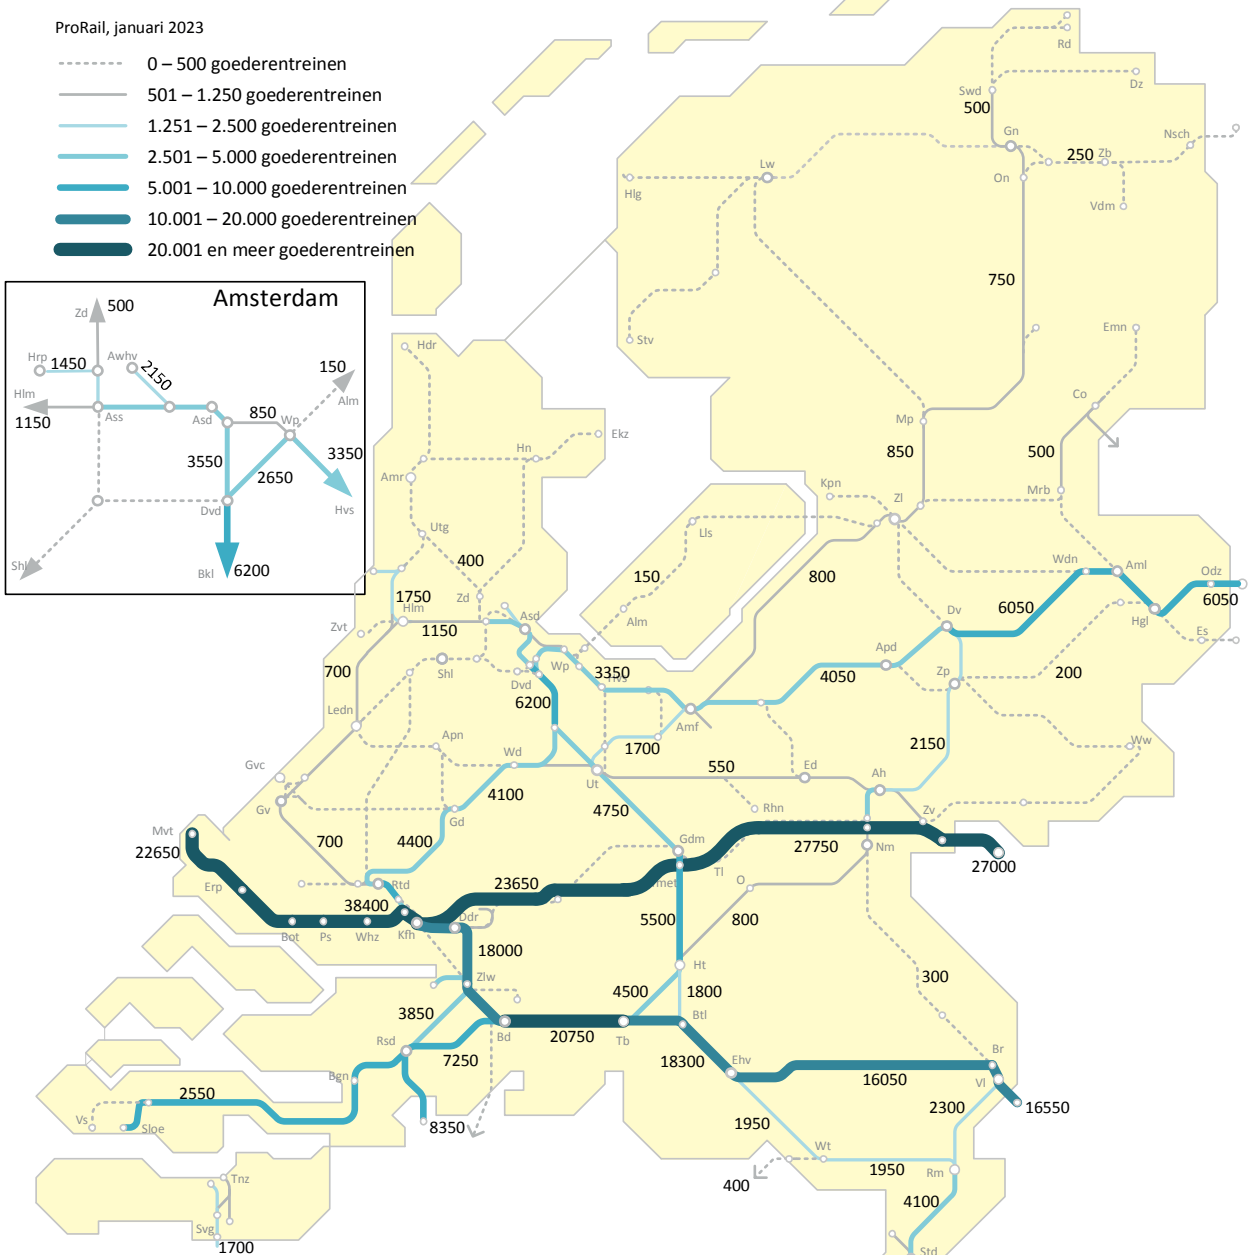 ProRail, januari 2023
0 – 500 goederentreinen
501 – 1.250 goederentreinen
1.251 – 2.500 goederentreinen
2.501 – 5.000 goederentreinen
5.001 – 10.000 goederentreinen
10.001 – 20.000 goederentreinen
20.001 en meer goederentreinen
Amsterdam
Zd
500
Hrp
1450
Awhv
2150
150
Alm
Hlm
1150
Ass
Asd
850
Wp
3550
2650
3350
Dvd
Hvs
Shl
Bkl
6200
Rd
Swd
500
Dz
Gn
250
Zb
Nsch
On
Vdm
Lw
Hlg
Stv
750
Emn
Co
Mp
850
500
Mrb
Hdr
Ekz
Hn
Amr
Utg
400
Kpn
Zl
Lls
150
800
Wdn
Aml
Odz
6050
6050
Hgl
Es
1750
Hlm
Zd
Asd
Alm
Zvt
1150
Dv
700
Shl
Wp
3350
Hvs
Apd
Zp
200
Dvd
4050
6200
Ledn
Amf
Apn
1700
2150
Ww
Wd
Gvc
550
Ed
Ah
Ut
Gv
4100
4750
Rhn
Zv
Gd
Mvt
700
4400
Gdm
27750
Nm
22650
Tl
27000
Erp
Rtd
23650
met
O
38400
Ddr
5500
800
Bot
Ps
Whz
Kfh
18000
Ht
300
Zlw
4500
1800
3850
Btl
Rsd
7250
Bd
20750
Tb
18300
Ehv
Br
16050
Vl
Bgn
2550
16550
Vs
Sloe
8350
1950
2300
Wt
1950
Rm
400
4100
Tnz
Svg
1700
Std